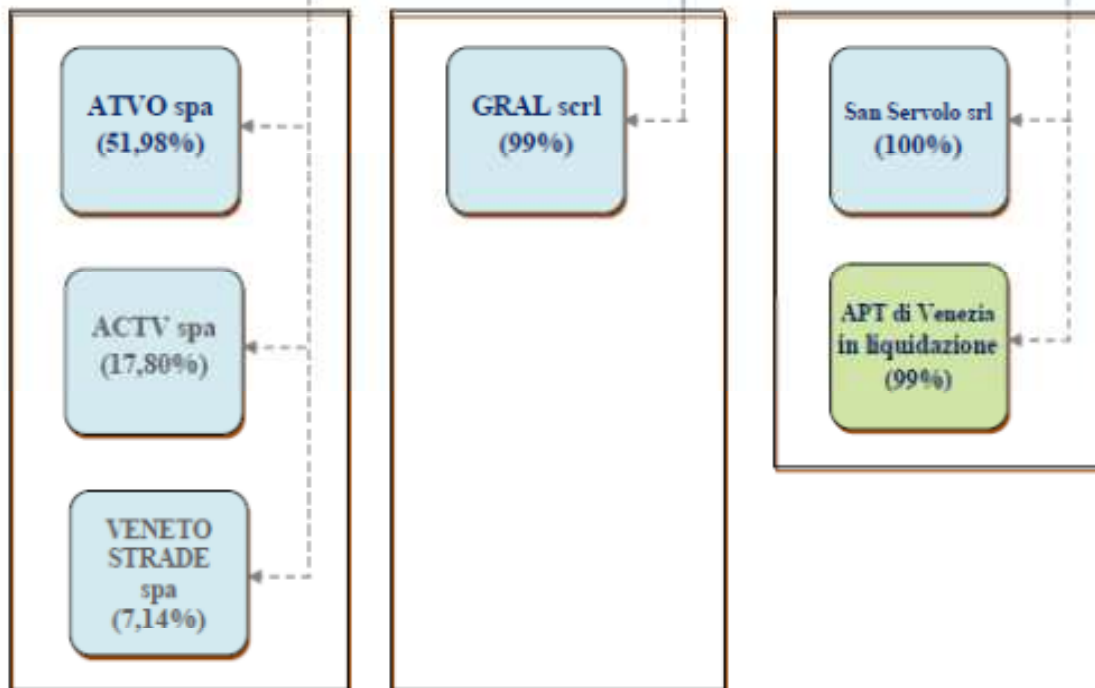 ATVO spa
(51,98%)
ACTV spa
(17,80%)
VENETO
STRADE
spa
(7,14%)
GRAL scrl
(99%)
San Servolo srl
(100%)
APT di Venezia
in liquidazione
(99%)